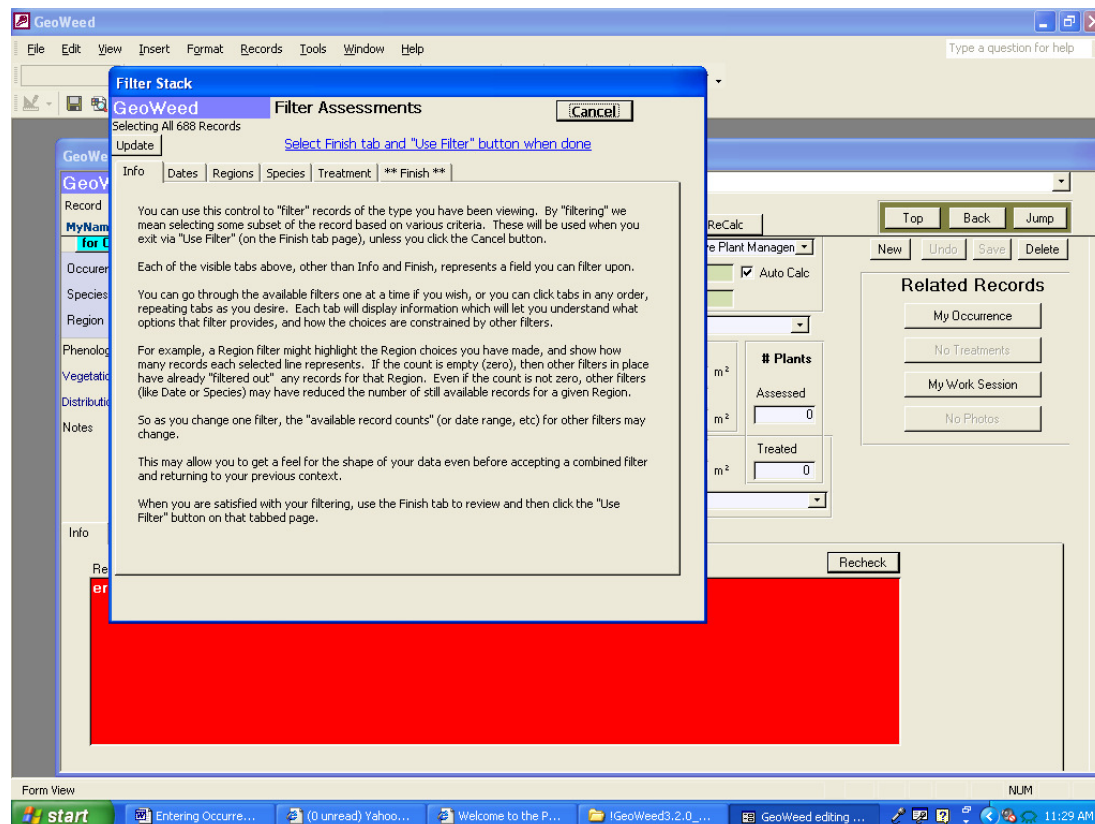 GeoWeed
File Edit View Insert Format Records Tools Window Help
Type a question for help
Filter Stack
GeoWeed Filter Assessments Cancel
Selecting All 688 Records
Update Select Finish tab and "Use Filter" button when done
Info Dates Regions Species Treatment ** Finish **
You can use this control to "filter" records of the type you have been viewing. By "filtering" we
mean selecting some subset of the record based on various criteria. These will be used when you
exit via "Use Filter" (on the Finish tab page), unless you click the Cancel button.
Each of the visible tabs above, other than Info and Finish, represents a field you can filter upon.
You can go through the available filters one at a time if you wish, or you can click tabs in any order,
repeating tabs as you desire. Each tab will display information which will let you understand what
options that filter provides, and how the choices are constrained by other filters.
For example, a Region filter might highlight the Region choices you have made, and show how
many records each selected line represents. If the count is empty (zero), then other filters in place
have already "filtered out" any records for that Region. Even if the count is not zero, other filters
(like Date or Species) may have reduced the number of still available records for a given Region.
So as you change one filter, the "available record counts" (or date range, etc) for other filters may
change.
This may allow you to get a feel for the shape of your data even before accepting a combined filter
and returning to your previous context.
When you are satisfied with your filtering, use the Finish tab to review and then click the "Use
Filter" button on that tabbed page.
GeoWe
GeoW
Record
MyNam
for
Occurer
Species
Region
Phenolog
Vegetatio
Distributio
Notes
Info
Re
er
ReCalc
e Plant Managen
Auto Calc
m²
m²
m²
# Plants
Assessed
0
Treated
0
Top Back Jump
New Undo Save Delete
Related Records
My Occurrence
No Treatments
My Work Session
No Photos
Recheck
Form View NUM
start Entering Occurre... (0 unread) Yahoo... Welcome to the P... !GeoWeed3.2.0_... GeoWeed editing ... 11:29 AM